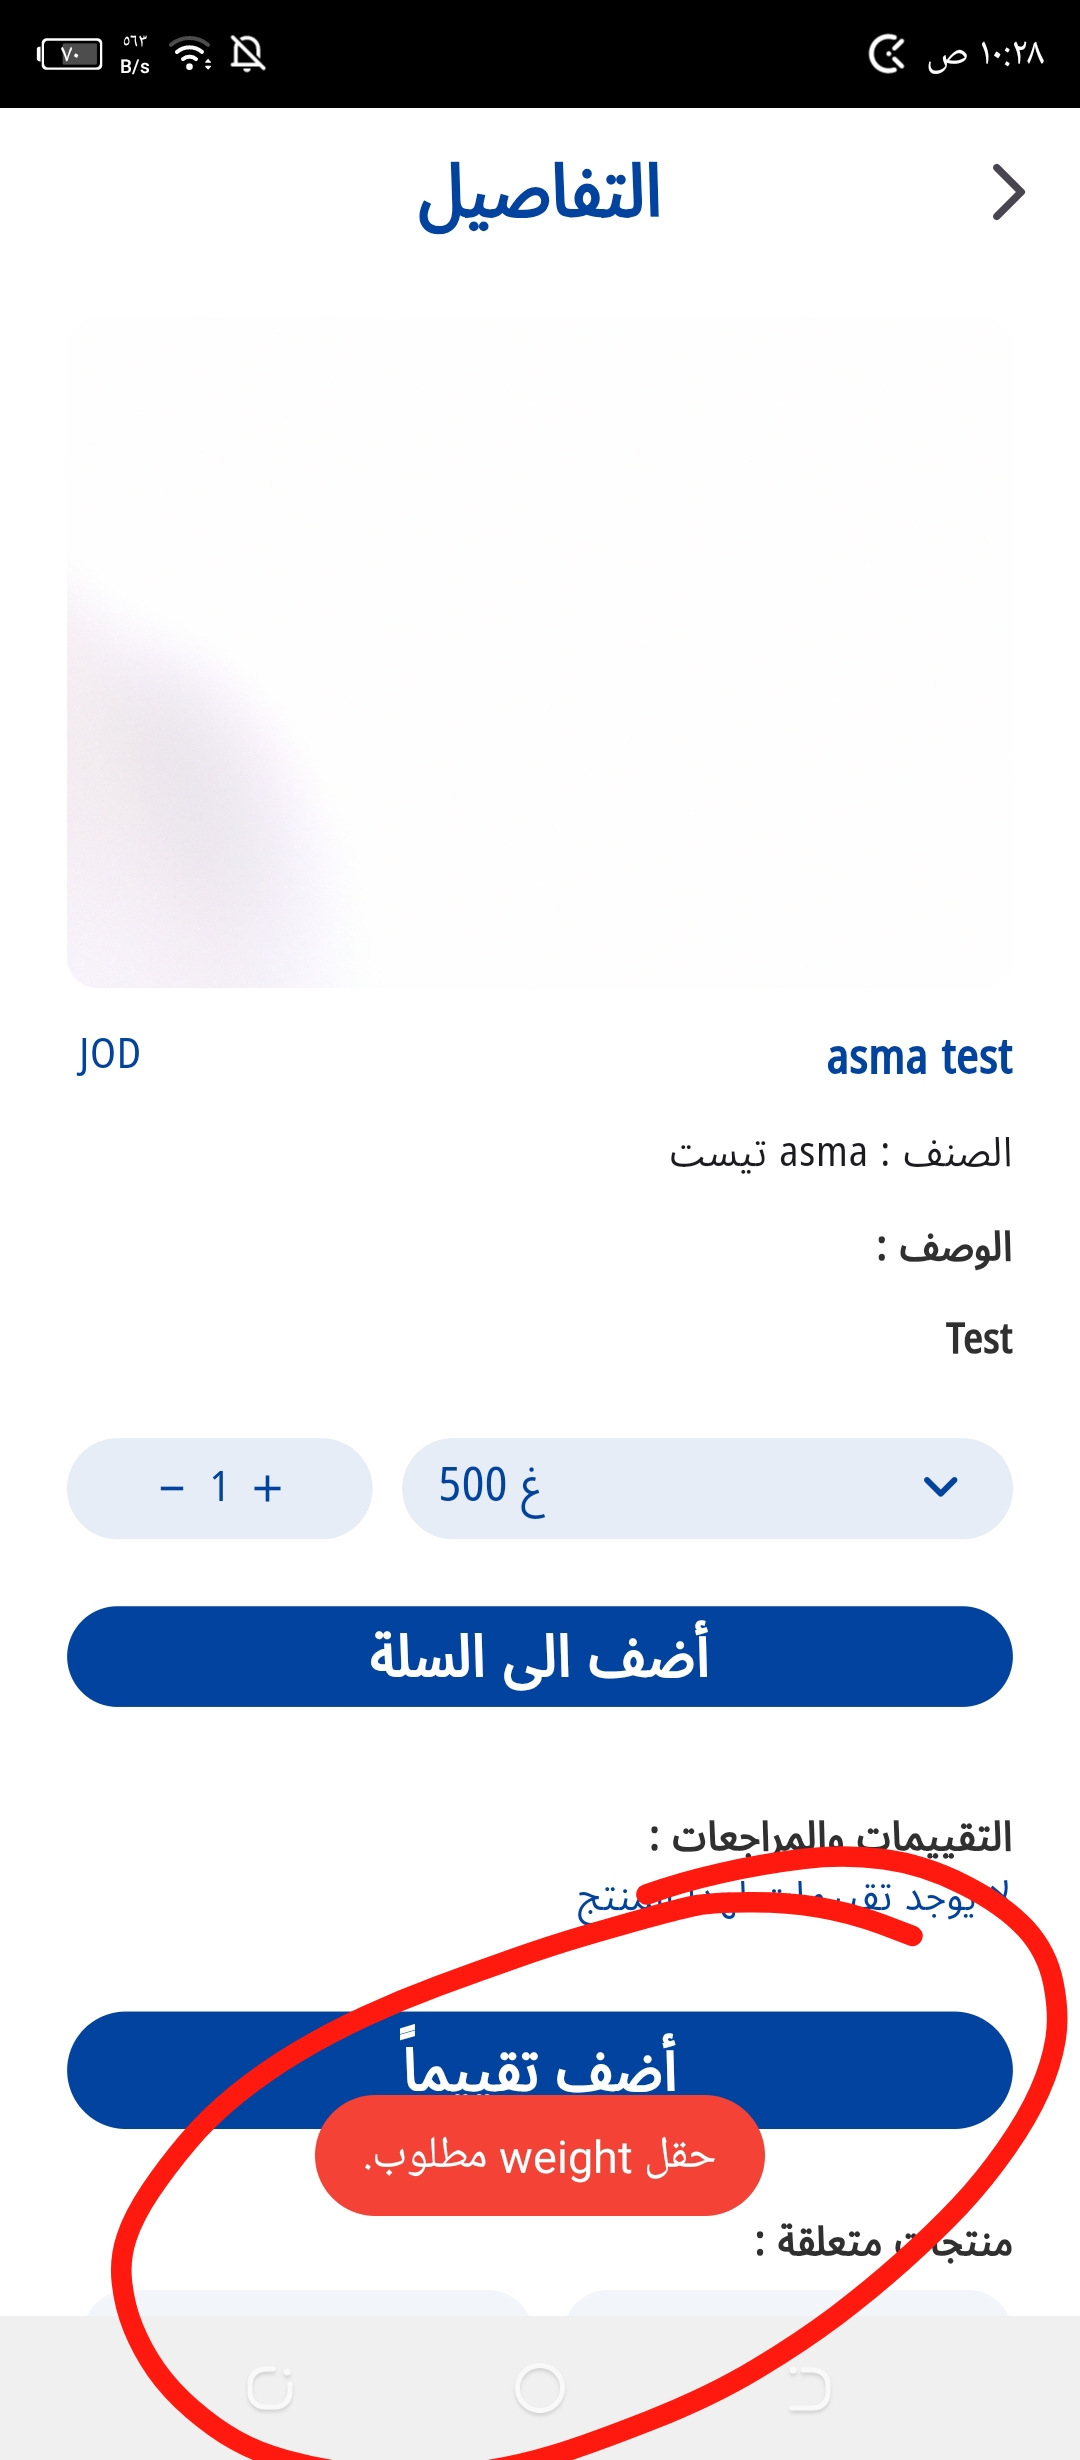 ٧٠
٥٦٣
B/s
١٠:٢٨ ص
التفاصيل
asma test
JOD
الصنف : asma تيست
الوصف :
Test
500 غ
− 1 +
أضف الى السلة
التقييمات والمراجعات :
لا يوجد تقييمات لهذا المنتج
أضف تقييماً
حقل weight مطلوب.
منتجات متعلقة :